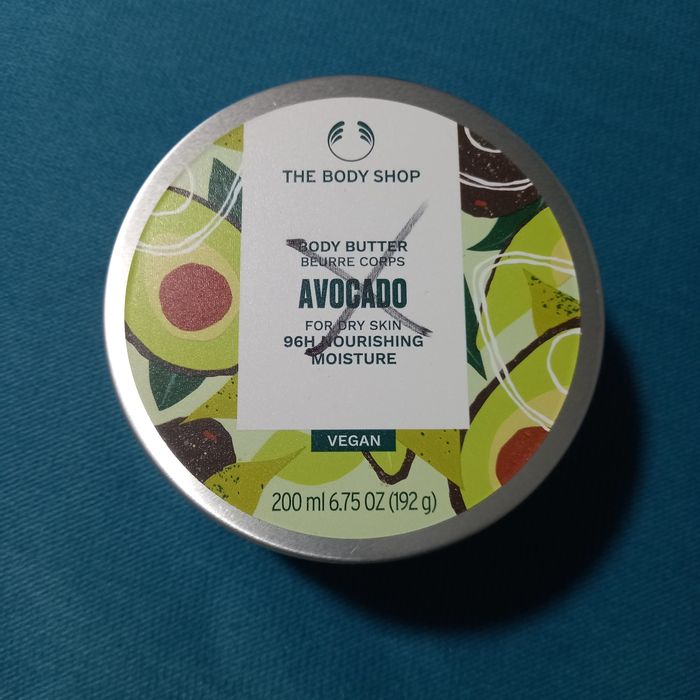 THE BODY SHOP
BODY BUTTER
BEURRE CORPS
AVOCADO
FOR DRY SKIN
96H NOURISHING
MOISTURE
VEGAN
200 ml 6.75 OZ (192 g)